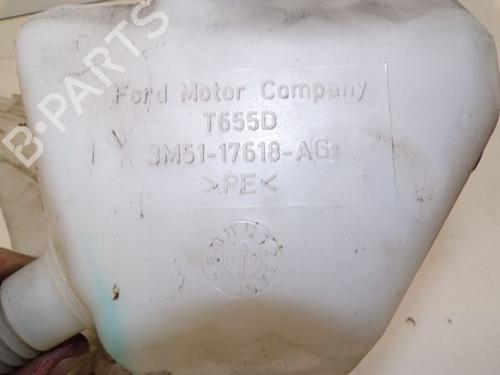 B-PARTS
Ford Motor Company
T655D
3M51-17618-AG
>PE<